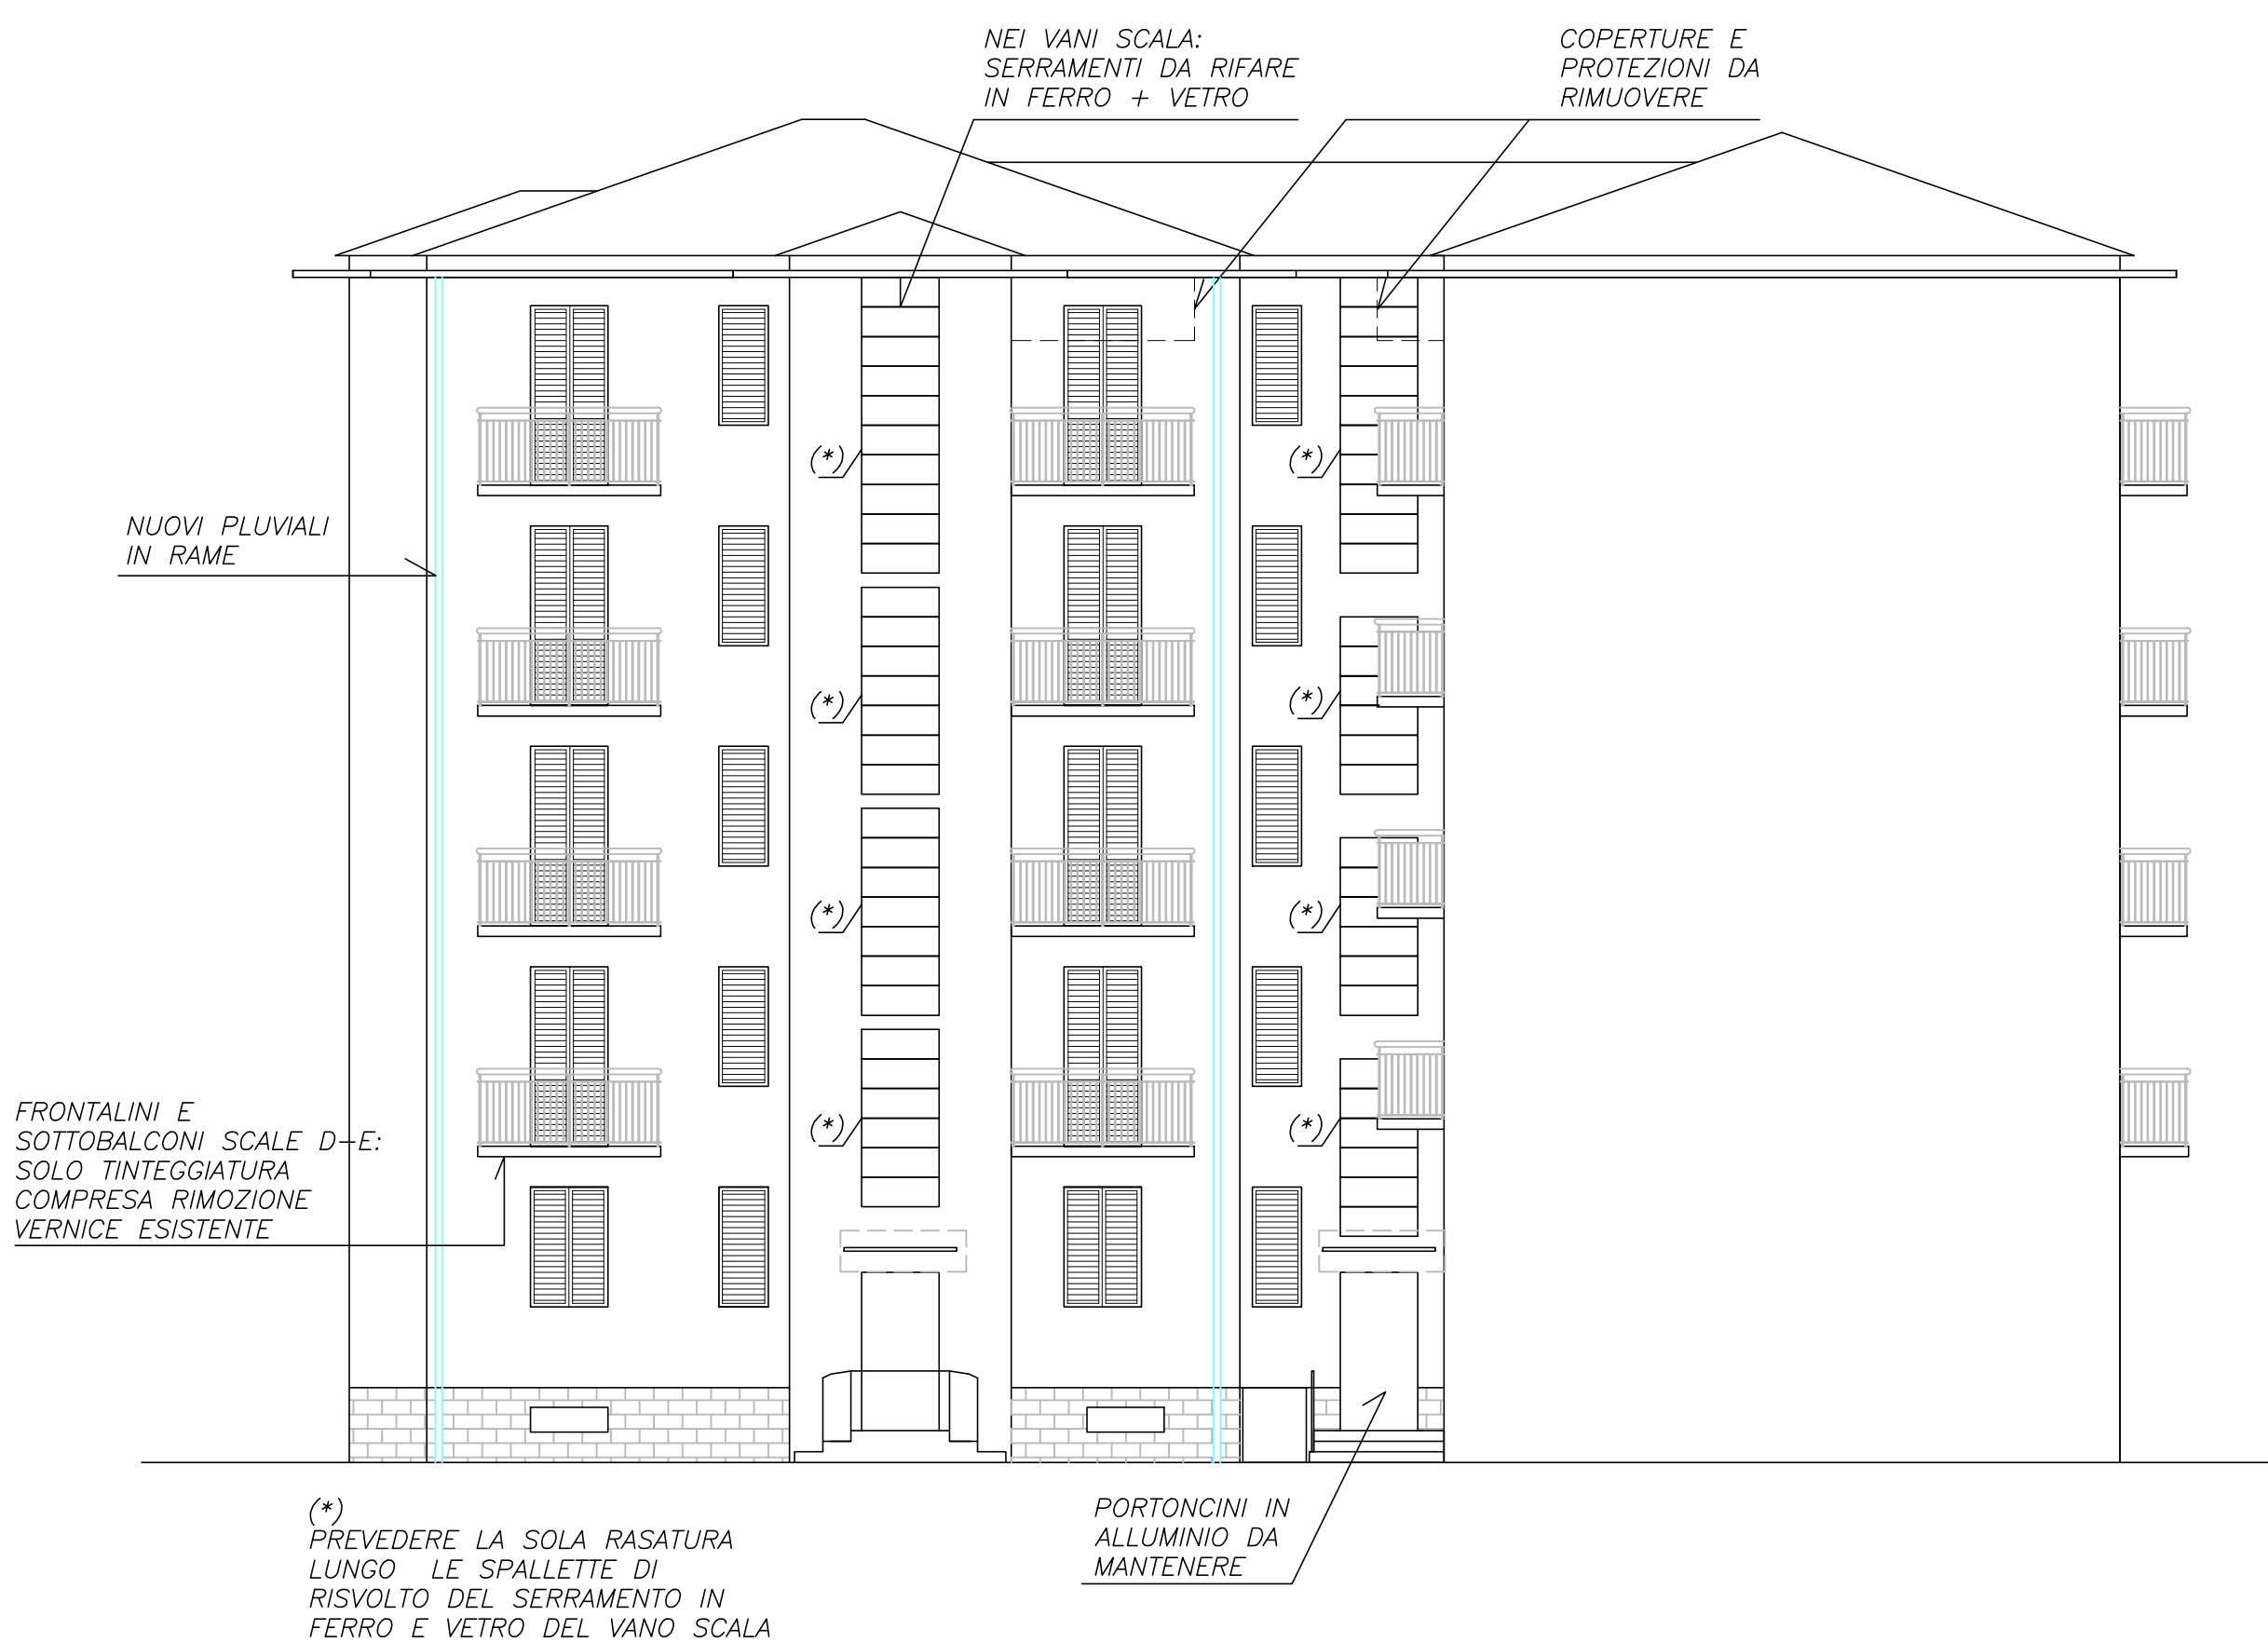 NEI VANI SCALA:
SERRAMENTI DA RIFARE
IN FERRO + VETRO
COPERTURE E
PROTEZIONI DA
RIMUOVERE
(*)
(*)
NUOVI PLUVIALI
IN RAME
(*)
(*)
(*)
(*)
FRONTALINI E
SOTTOBALCONI SCALE D-E:
SOLO TINTEGGIATURA
COMPRESA RIMOZIONE
VERNICE ESISTENTE
(*)
(*)
(*)
PREVEDERE LA SOLA RASATURA
LUNGO LE SPALLETTE DI
RISVOLTO DEL SERRAMENTO IN
FERRO E VETRO DEL VANO SCALA
PORTONCINI IN
ALLUMINIO DA
MANTENERE